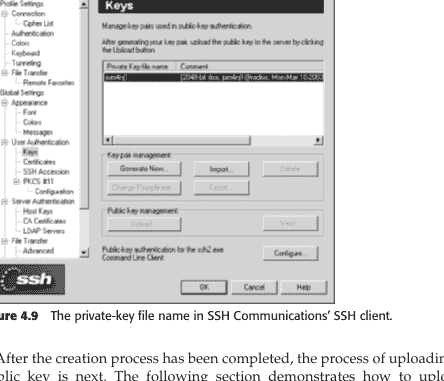 Profile Settings
Connection
Cipher List
Authentication
Colors
Keyboard
Tunneling
File Transfer
Remote Favorites
Global Settings
Appearance
Font
Colors
Messages
User Authentication
Keys
Certificates
SSH Accession
PKCS #11
Configuration
Server Authentication
Host Keys
CA Certificates
LDAP Servers
File Transfer
Advanced
ssh
Keys
Manage key pairs used in public-key authentication.
After generating your key pair, upload the public key to the server by clicking
the Upload button.
Private Key file name Comment
[2048-bit dsa, Mon Mar 10 200
Key pair management
Generate New... Import... Delete
Change Passphrase Export...
Public key management
Upload... View
Public-key authentication for the ssh2.exe
Command Line Client: Configure...
OK Cancel Help
ure 4.9 The private-key file name in SSH Communications’ SSH client.
After the creation process has been completed, the process of uploadin
blic key is next. The following section demonstrates how to uplo